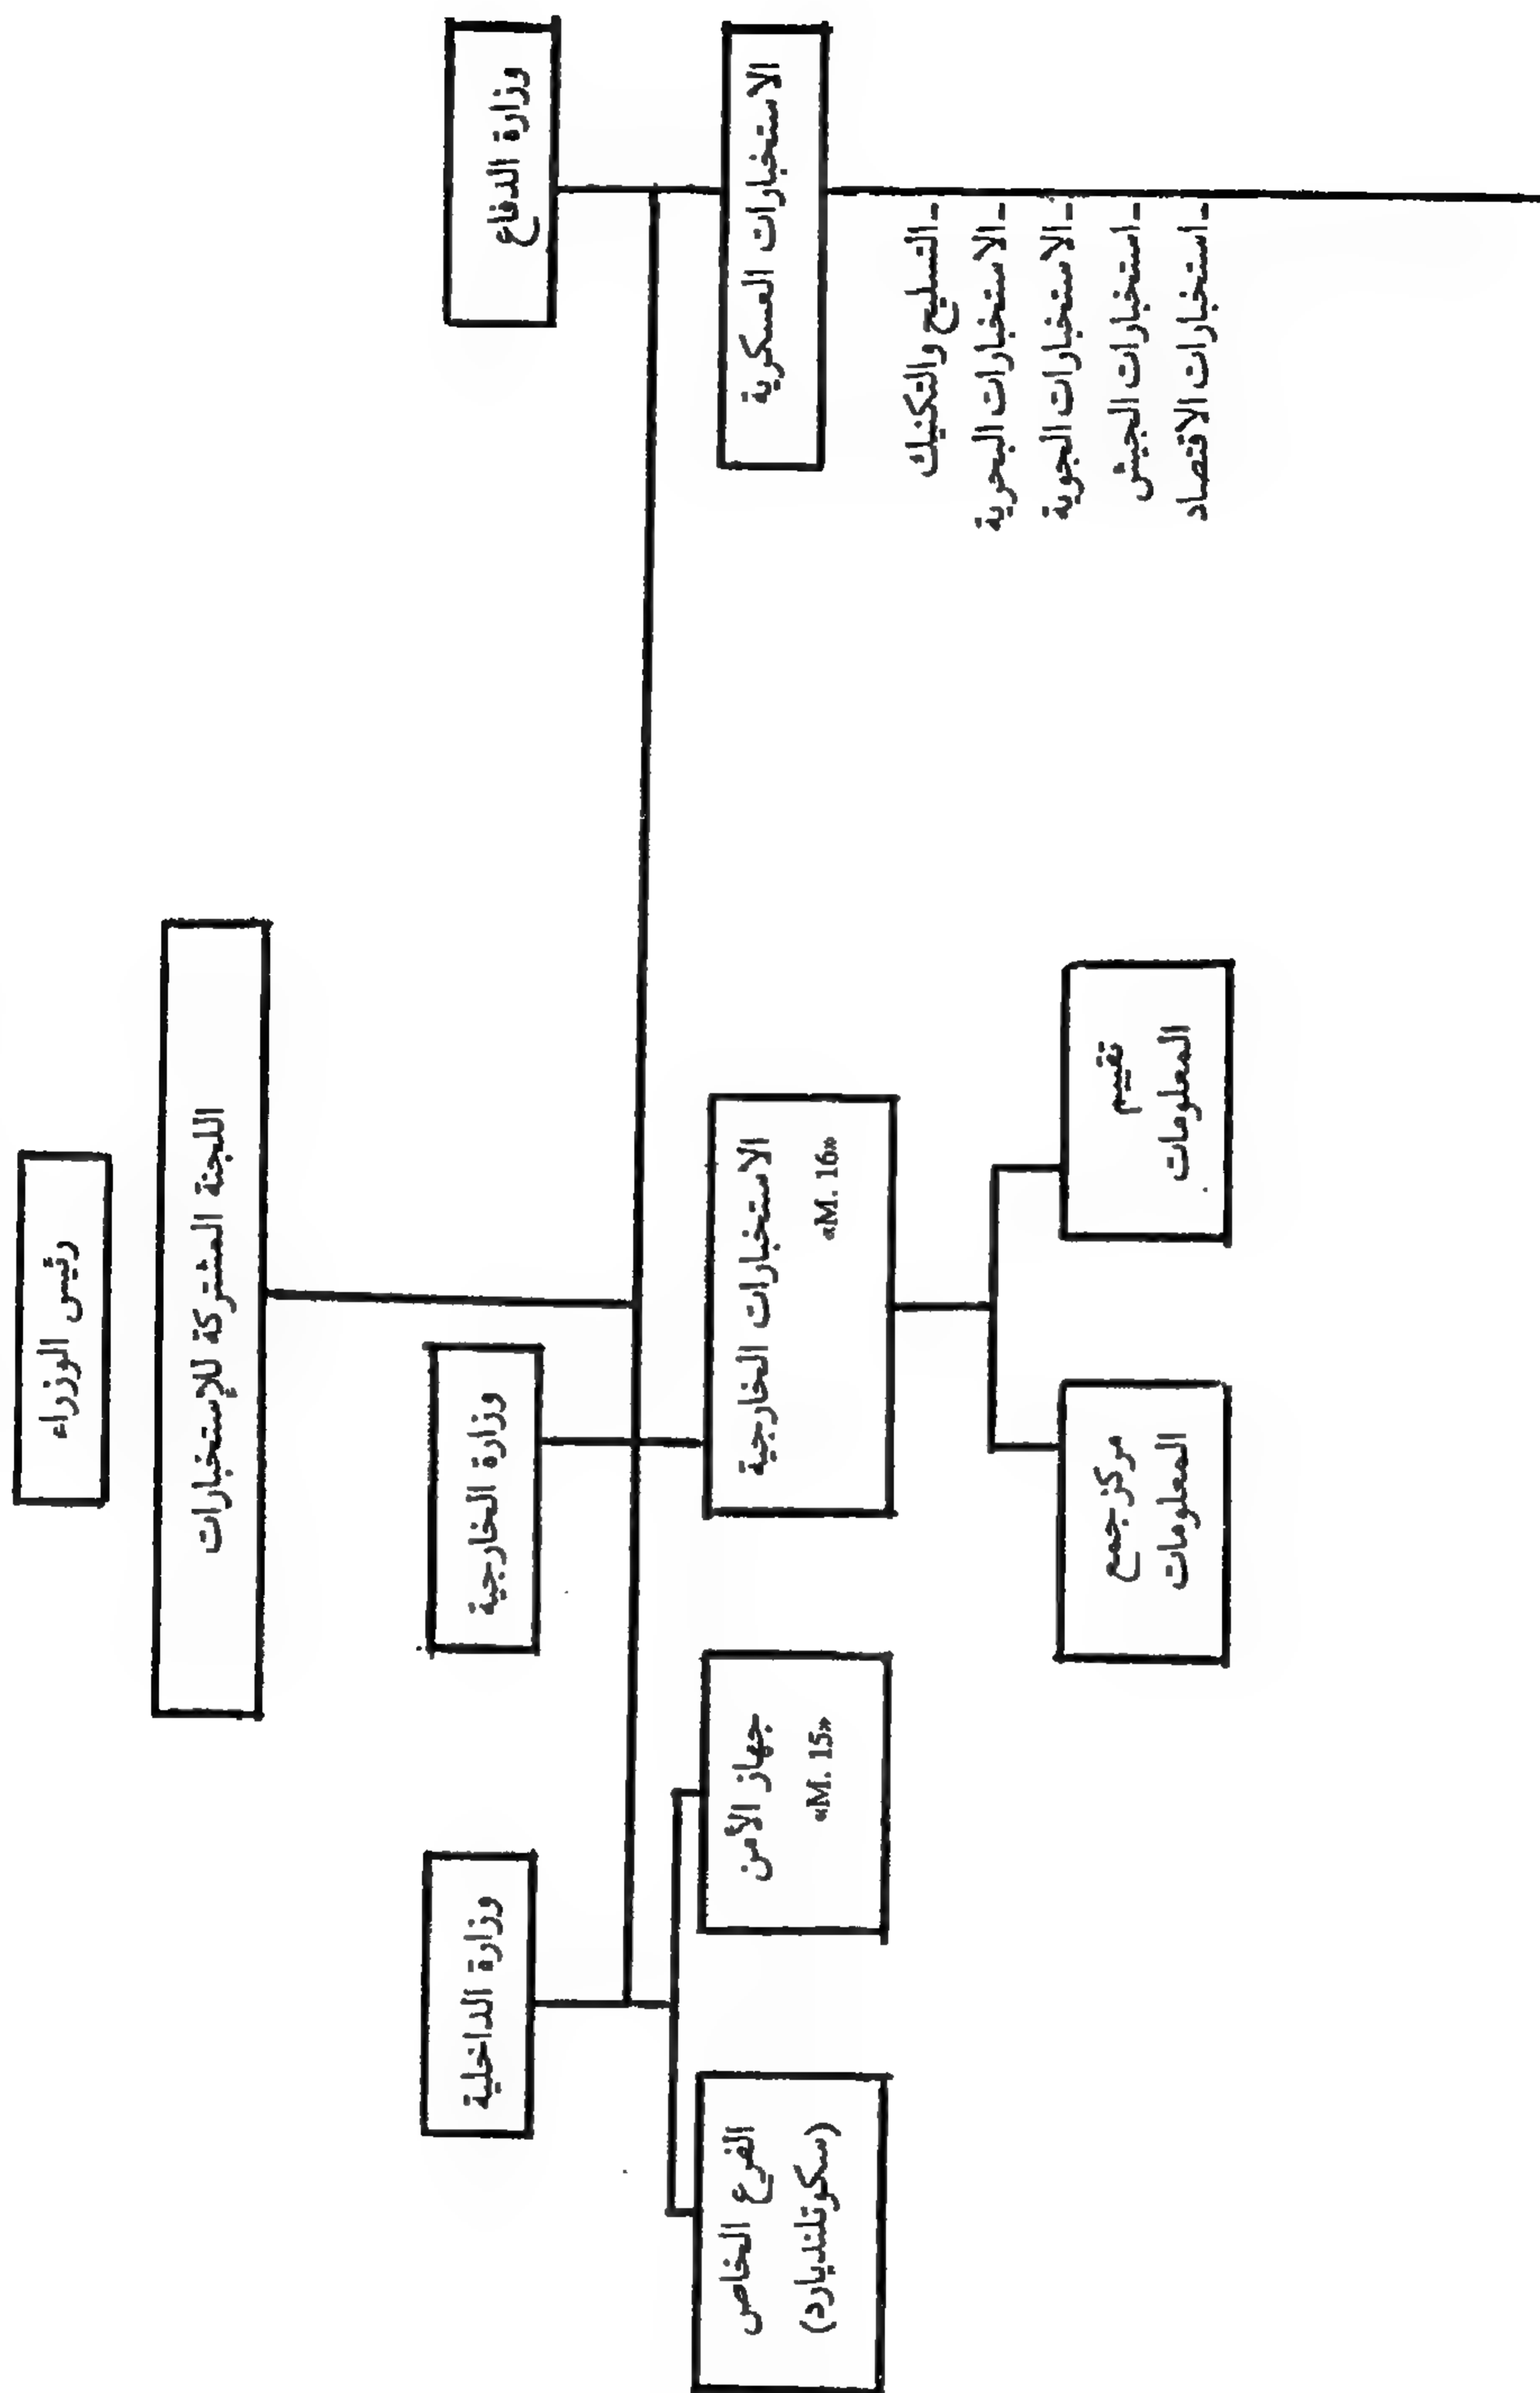 رئيس الوزراء
اللجنة المشتركة للإستخبارات
وزارة الدفاع
وزارة الخارجية
وزارة الداخلية
الاستخبارات العسكرية
- التسليح والتكنيك
- الاستخبارات البحرية
- الاستخبارات الجوية
- استخبارات الجيش
- استخبارات الاقتصاد
الاستخبارات الخارجية
«M. 16»
جهاز الأمن
«M. 15»
الفرع الخاص
(سكوتلنديارد)
تقييم
المعلومات
مركز جمع
المعلومات